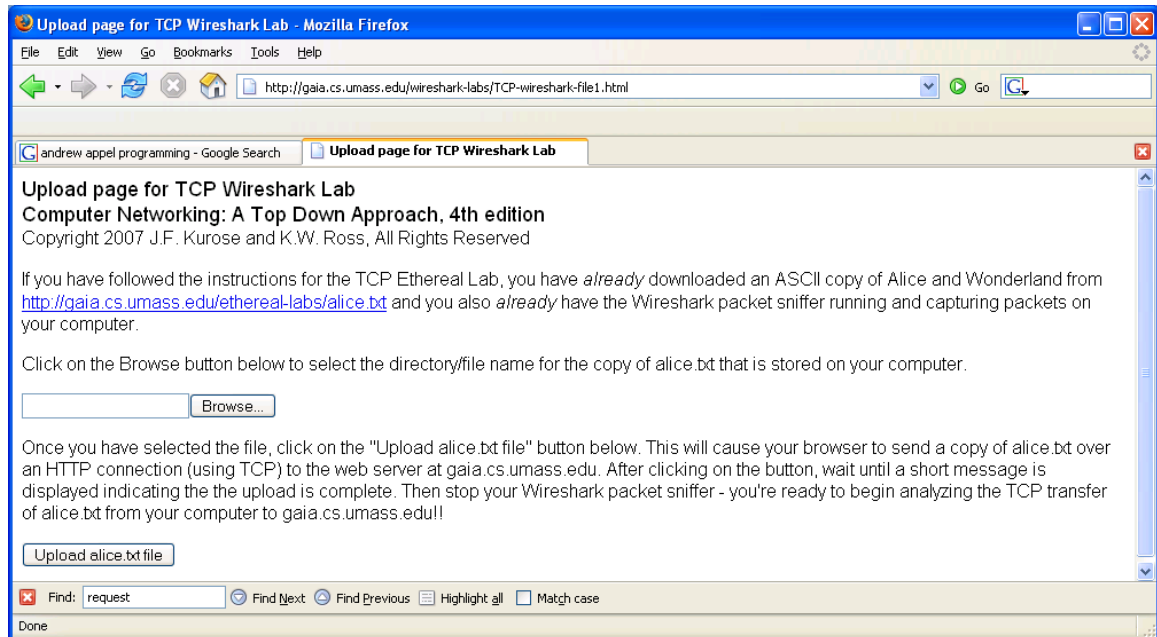 Upload page for TCP Wireshark Lab - Mozilla Firefox
File Edit View Go Bookmarks Tools Help
http://gaia.cs.umass.edu/wireshark-labs/TCP-wireshark-file1.html Go G
G andrew appel programming - Google Search Upload page for TCP Wireshark Lab
Upload page for TCP Wireshark Lab
Computer Networking: A Top Down Approach, 4th edition
Copyright 2007 J.F. Kurose and K.W. Ross, All Rights Reserved
If you have followed the instructions for the TCP Ethereal Lab, you have already downloaded an ASCII copy of Alice and Wonderland from
http://gaia.cs.umass.edu/ethereal-labs/alice.txt and you also already have the Wireshark packet sniffer running and capturing packets on
your computer.
Click on the Browse button below to select the directory/file name for the copy of alice.txt that is stored on your computer.
Browse...
Once you have selected the file, click on the "Upload alice.txt file" button below. This will cause your browser to send a copy of alice.txt over
an HTTP connection (using TCP) to the web server at gaia.cs.umass.edu. After clicking on the button, wait until a short message is
displayed indicating the the upload is complete. Then stop your Wireshark packet sniffer - you're ready to begin analyzing the TCP transfer
of alice.txt from your computer to gaia.cs.umass.edu!!
Upload alice.txt file
Find: request Find Next Find Previous Highlight all Match case
Done